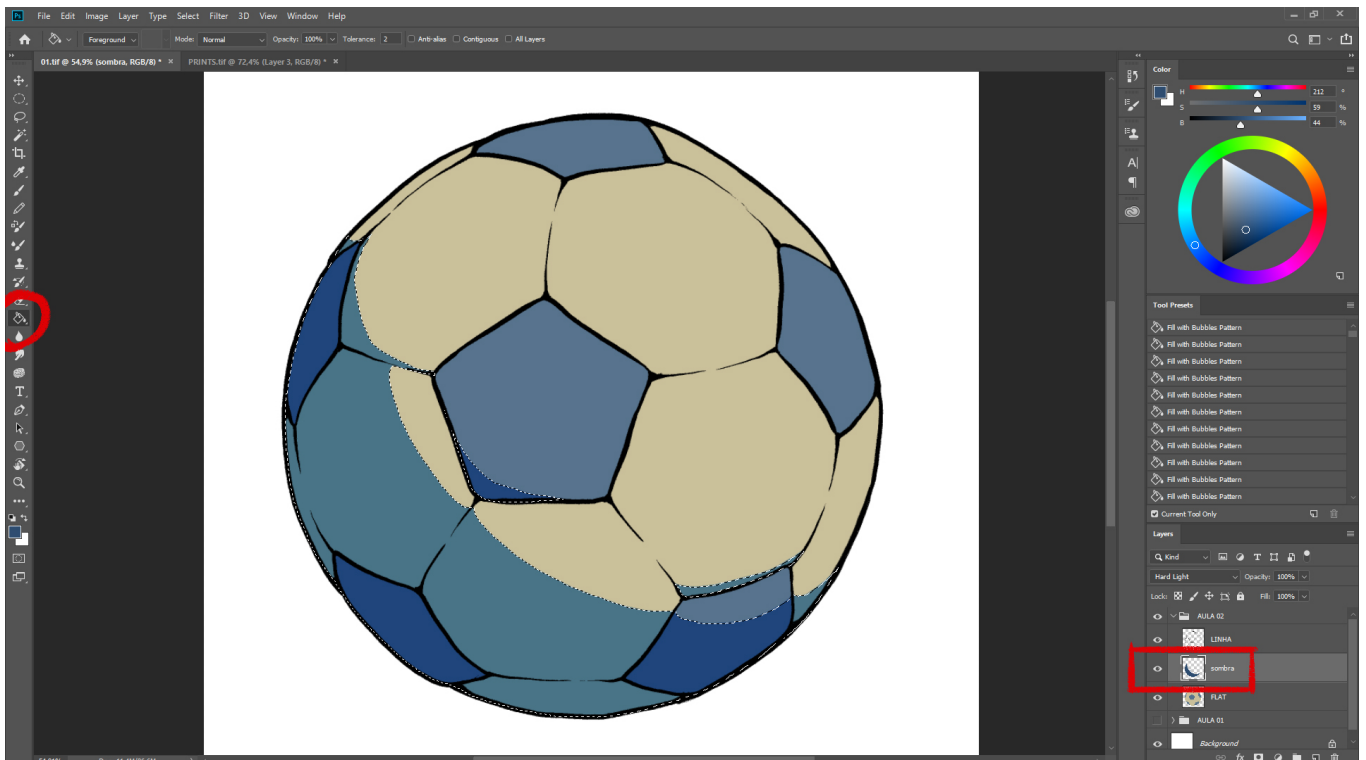 Ps File Edit Image Layer Type Select Filter 3D View Window Help
Foreground Mode: Normal Opacity: 100% Tolerance: 2 Anti-alias Contiguous All Layers
01.tif @ 54,9% (sombra, RGB/8) * × PRINTS.tif @ 72,4% (Layer 3, RGB/8) * ×
Color
H 212 °
S 59 %
B 44 %
Tool Presets
Fill with Bubbles Pattern
Fill with Bubbles Pattern
Fill with Bubbles Pattern
Fill with Bubbles Pattern
Fill with Bubbles Pattern
Fill with Bubbles Pattern
Fill with Bubbles Pattern
Fill with Bubbles Pattern
Fill with Bubbles Pattern
Fill with Bubbles Pattern
Fill with Bubbles Pattern
Current Tool Only
Layers
Kind
Hard Light Opacity: 100%
Lock: Fill: 100%
AULA 02
LINHA
sombra
FLAT
AULA 01
Background